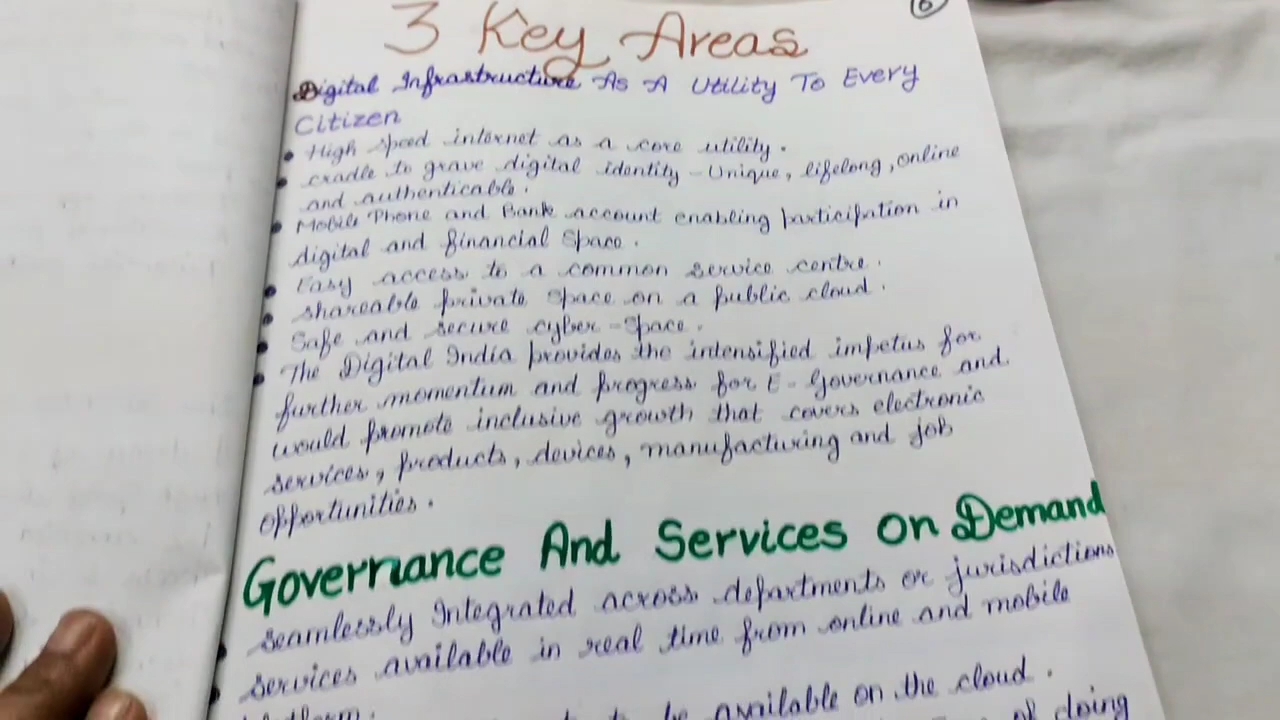 6
3 Key Areas
Digital Infrastructure As A Utility To Every
Citizen
• High speed internet as a core utility.
• cradle to grave digital identity - Unique, lifelong, online
and authenticable.
• Mobile Phone and Bank account enabling participation in
digital and financial space.
• Easy access to a common service centre.
• shareable private space on a public cloud.
• Safe and secure cyber-space.
• The Digital India provides the intensified impetus for
further momentum and progress for E-Governance and
would promote inclusive growth that covers electronic
services, products, devices, manufacturing and job
opportunities.
Governance And Services On Demand
• seamlessly Integrated across departments or jurisdictions
• services available in real time from online and mobile
to be available on the cloud.
of doing